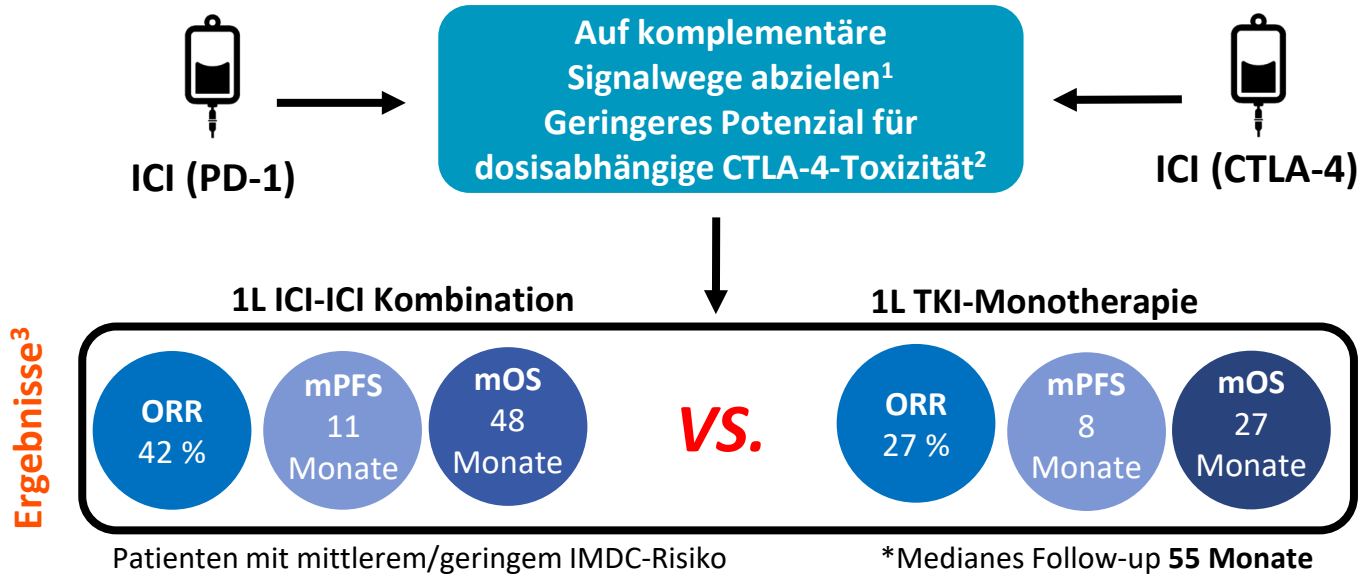 Auf komplementäre
Signalwege abzielen¹
Geringeres Potenzial für
dosisabhängige CTLA-4-Toxizität²
ICI (PD-1)
ICI (CTLA-4)
1L ICI-ICI Kombination
1L TKI-Monotherapie
Ergebnisse³
ORR
42 %
mPFS
11
Monate
mOS
48
Monate
VS.
ORR
27 %
mPFS
8
Monate
mOS
27
Monate
Patienten mit mittlerem/geringem IMDC-Risiko
*Medianes Follow-up 55 Monate